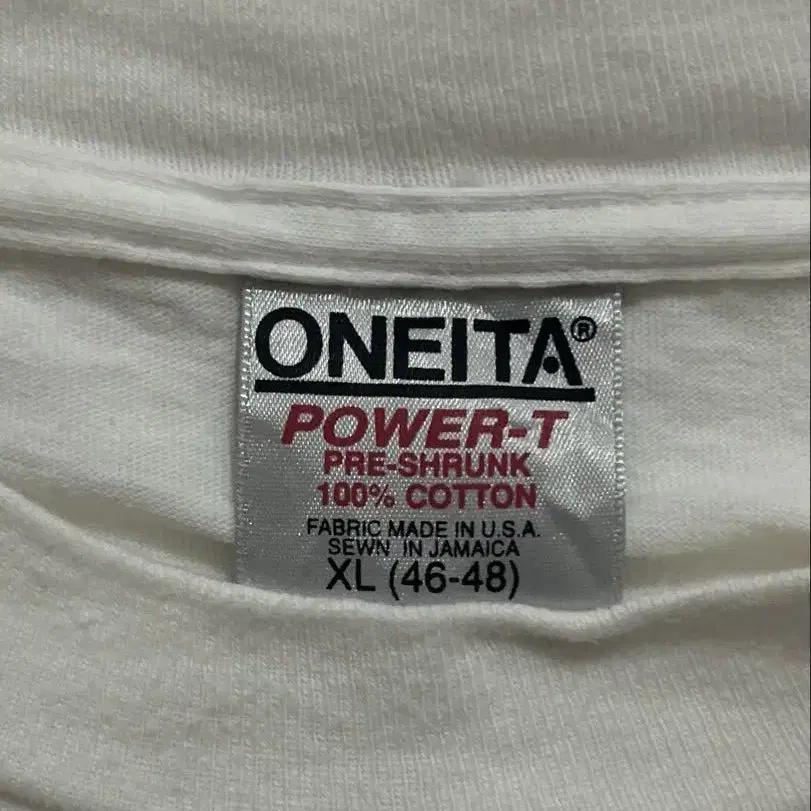 ONEITA®
POWER-T
PRE-SHRUNK
100% COTTON
FABRIC MADE IN U.S.A.
SEWN IN JAMAICA
XL (46-48)